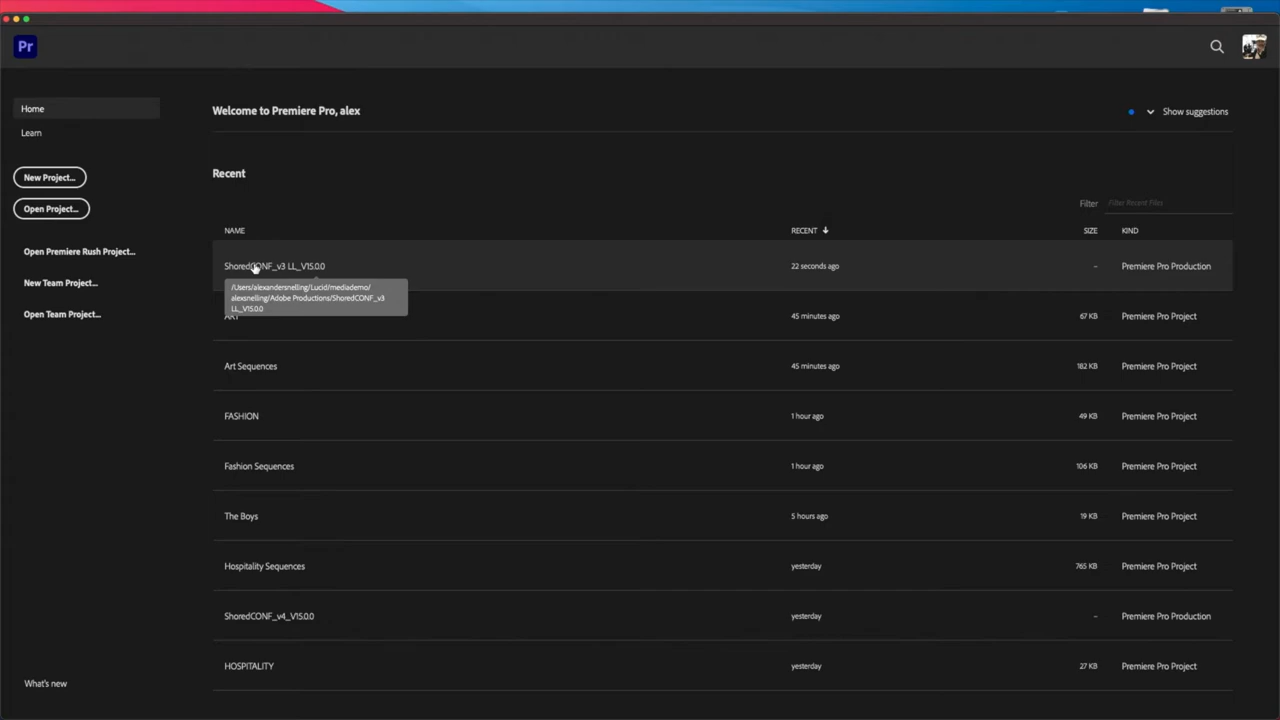 Pr
Home
Learn
New Project...
Open Project...
Open Premiere Rush Project...
New Team Project...
Open Team Project...
What's new
Welcome to Premiere Pro, alex
Show suggestions
Recent
Filter Filter Recent Files
NAME RECENT SIZE KIND
ShoredCONF_v3 LL_V15.0.0 22 seconds ago – Premiere Pro Production
/Users/alexandersnelling/Lucid/mediademo/
alexsnelling/Adobe Productions/ShoredCONF_v3
LL_V15.0.0
ART 45 minutes ago 67 KB Premiere Pro Project
Art Sequences 45 minutes ago 182 KB Premiere Pro Project
FASHION 1 hour ago 49 KB Premiere Pro Project
Fashion Sequences 1 hour ago 106 KB Premiere Pro Project
The Boys 5 hours ago 19 KB Premiere Pro Project
Hospitality Sequences yesterday 765 KB Premiere Pro Project
ShoredCONF_v4_V15.0.0 yesterday – Premiere Pro Production
HOSPITALITY yesterday 27 KB Premiere Pro Project